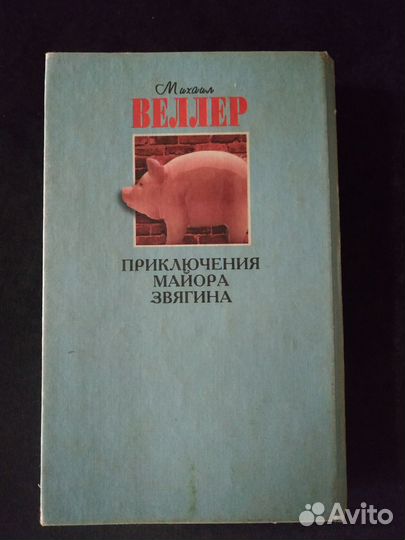 Михаил
ВЕЛЛЕР
ПРИКЛЮЧЕНИЯ
МАЙОРА
ЗВЯГИНА
Avito